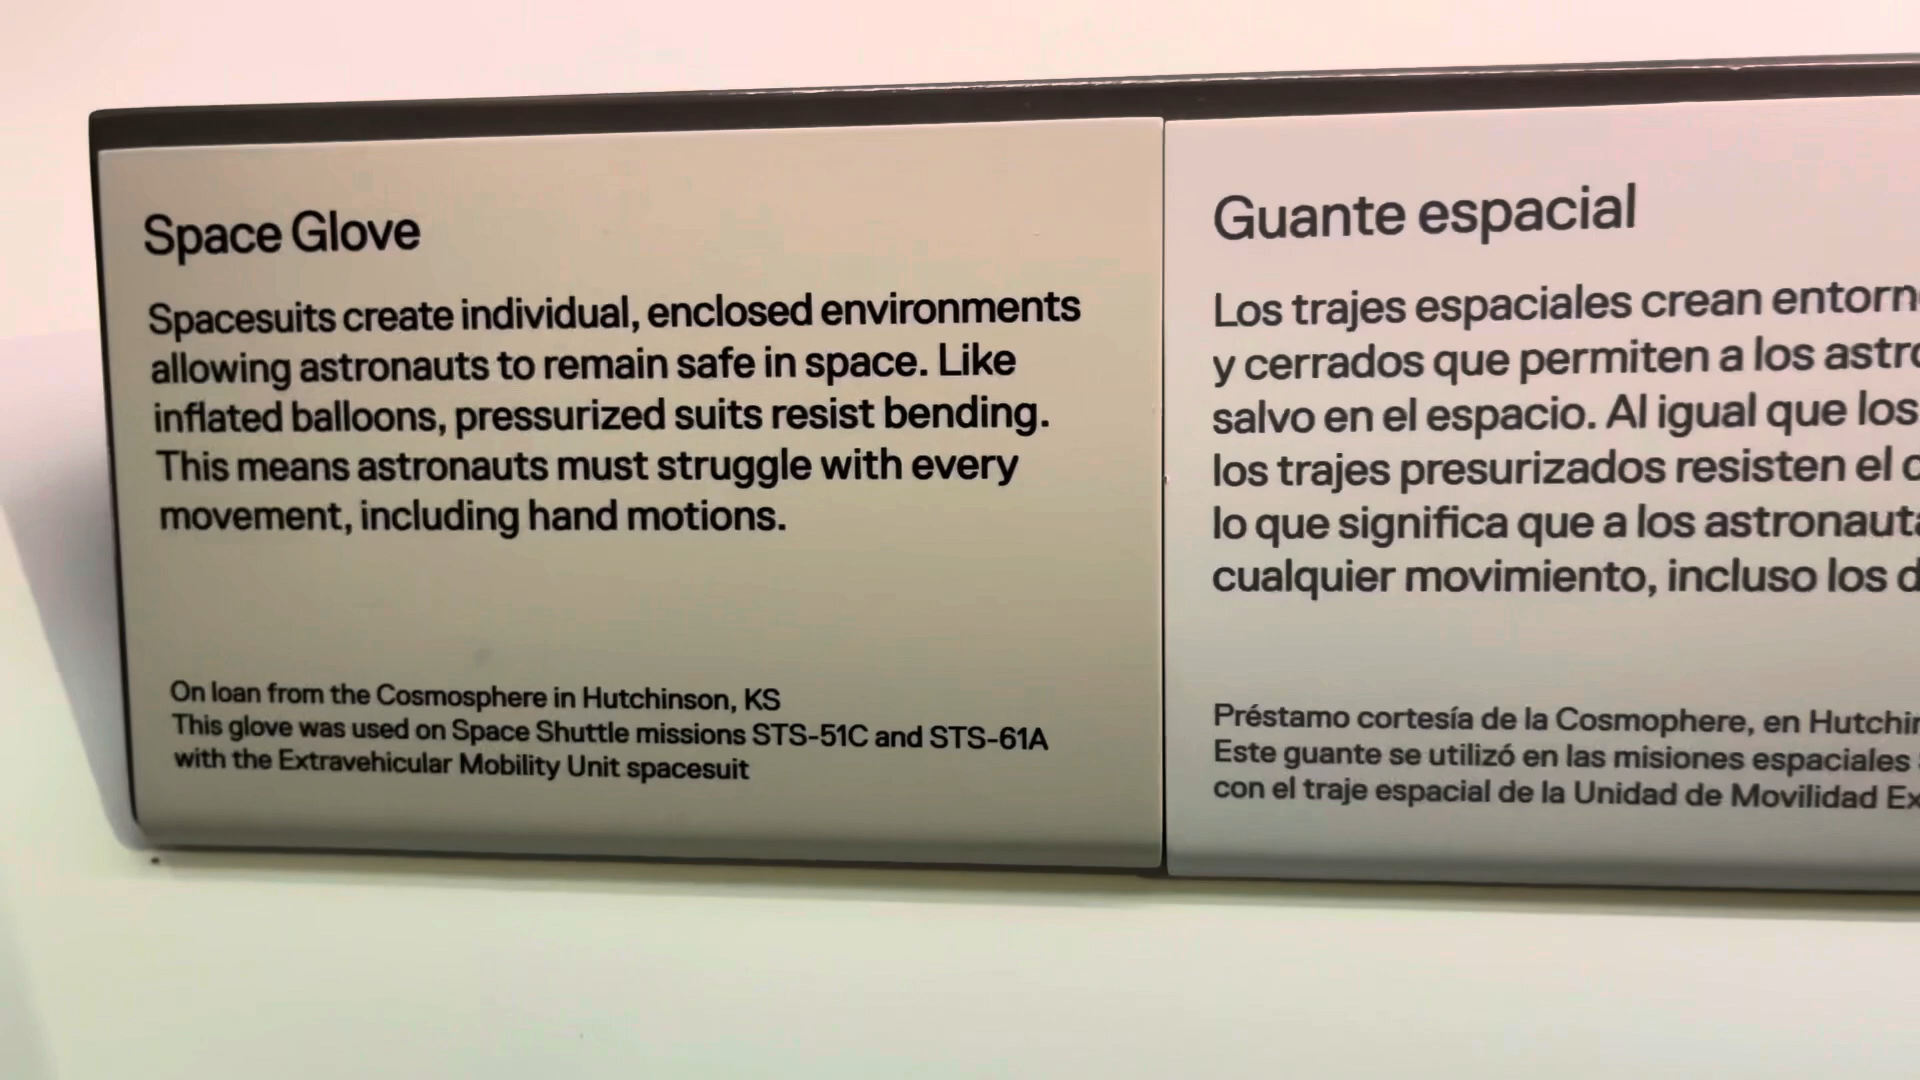 Space Glove
Spacesuits create individual, enclosed environments
allowing astronauts to remain safe in space. Like
inflated balloons, pressurized suits resist bending.
This means astronauts must struggle with every
movement, including hand motions.
On loan from the Cosmosphere in Hutchinson, KS
This glove was used on Space Shuttle missions STS-51C and STS-61A
with the Extravehicular Mobility Unit spacesuit
Guante espacial
Los trajes espaciales crean
y cerrados que permiten a los
salvo en el espacio. Al igual que los
los trajes presurizados resisten el
lo que significa que a los
cualquier movimiento, incluso los
Préstamo cortesía de la Cosmophere, en
Este guante se utilizó en las misiones espaciales
con el traje espacial de la Unidad de Movilidad